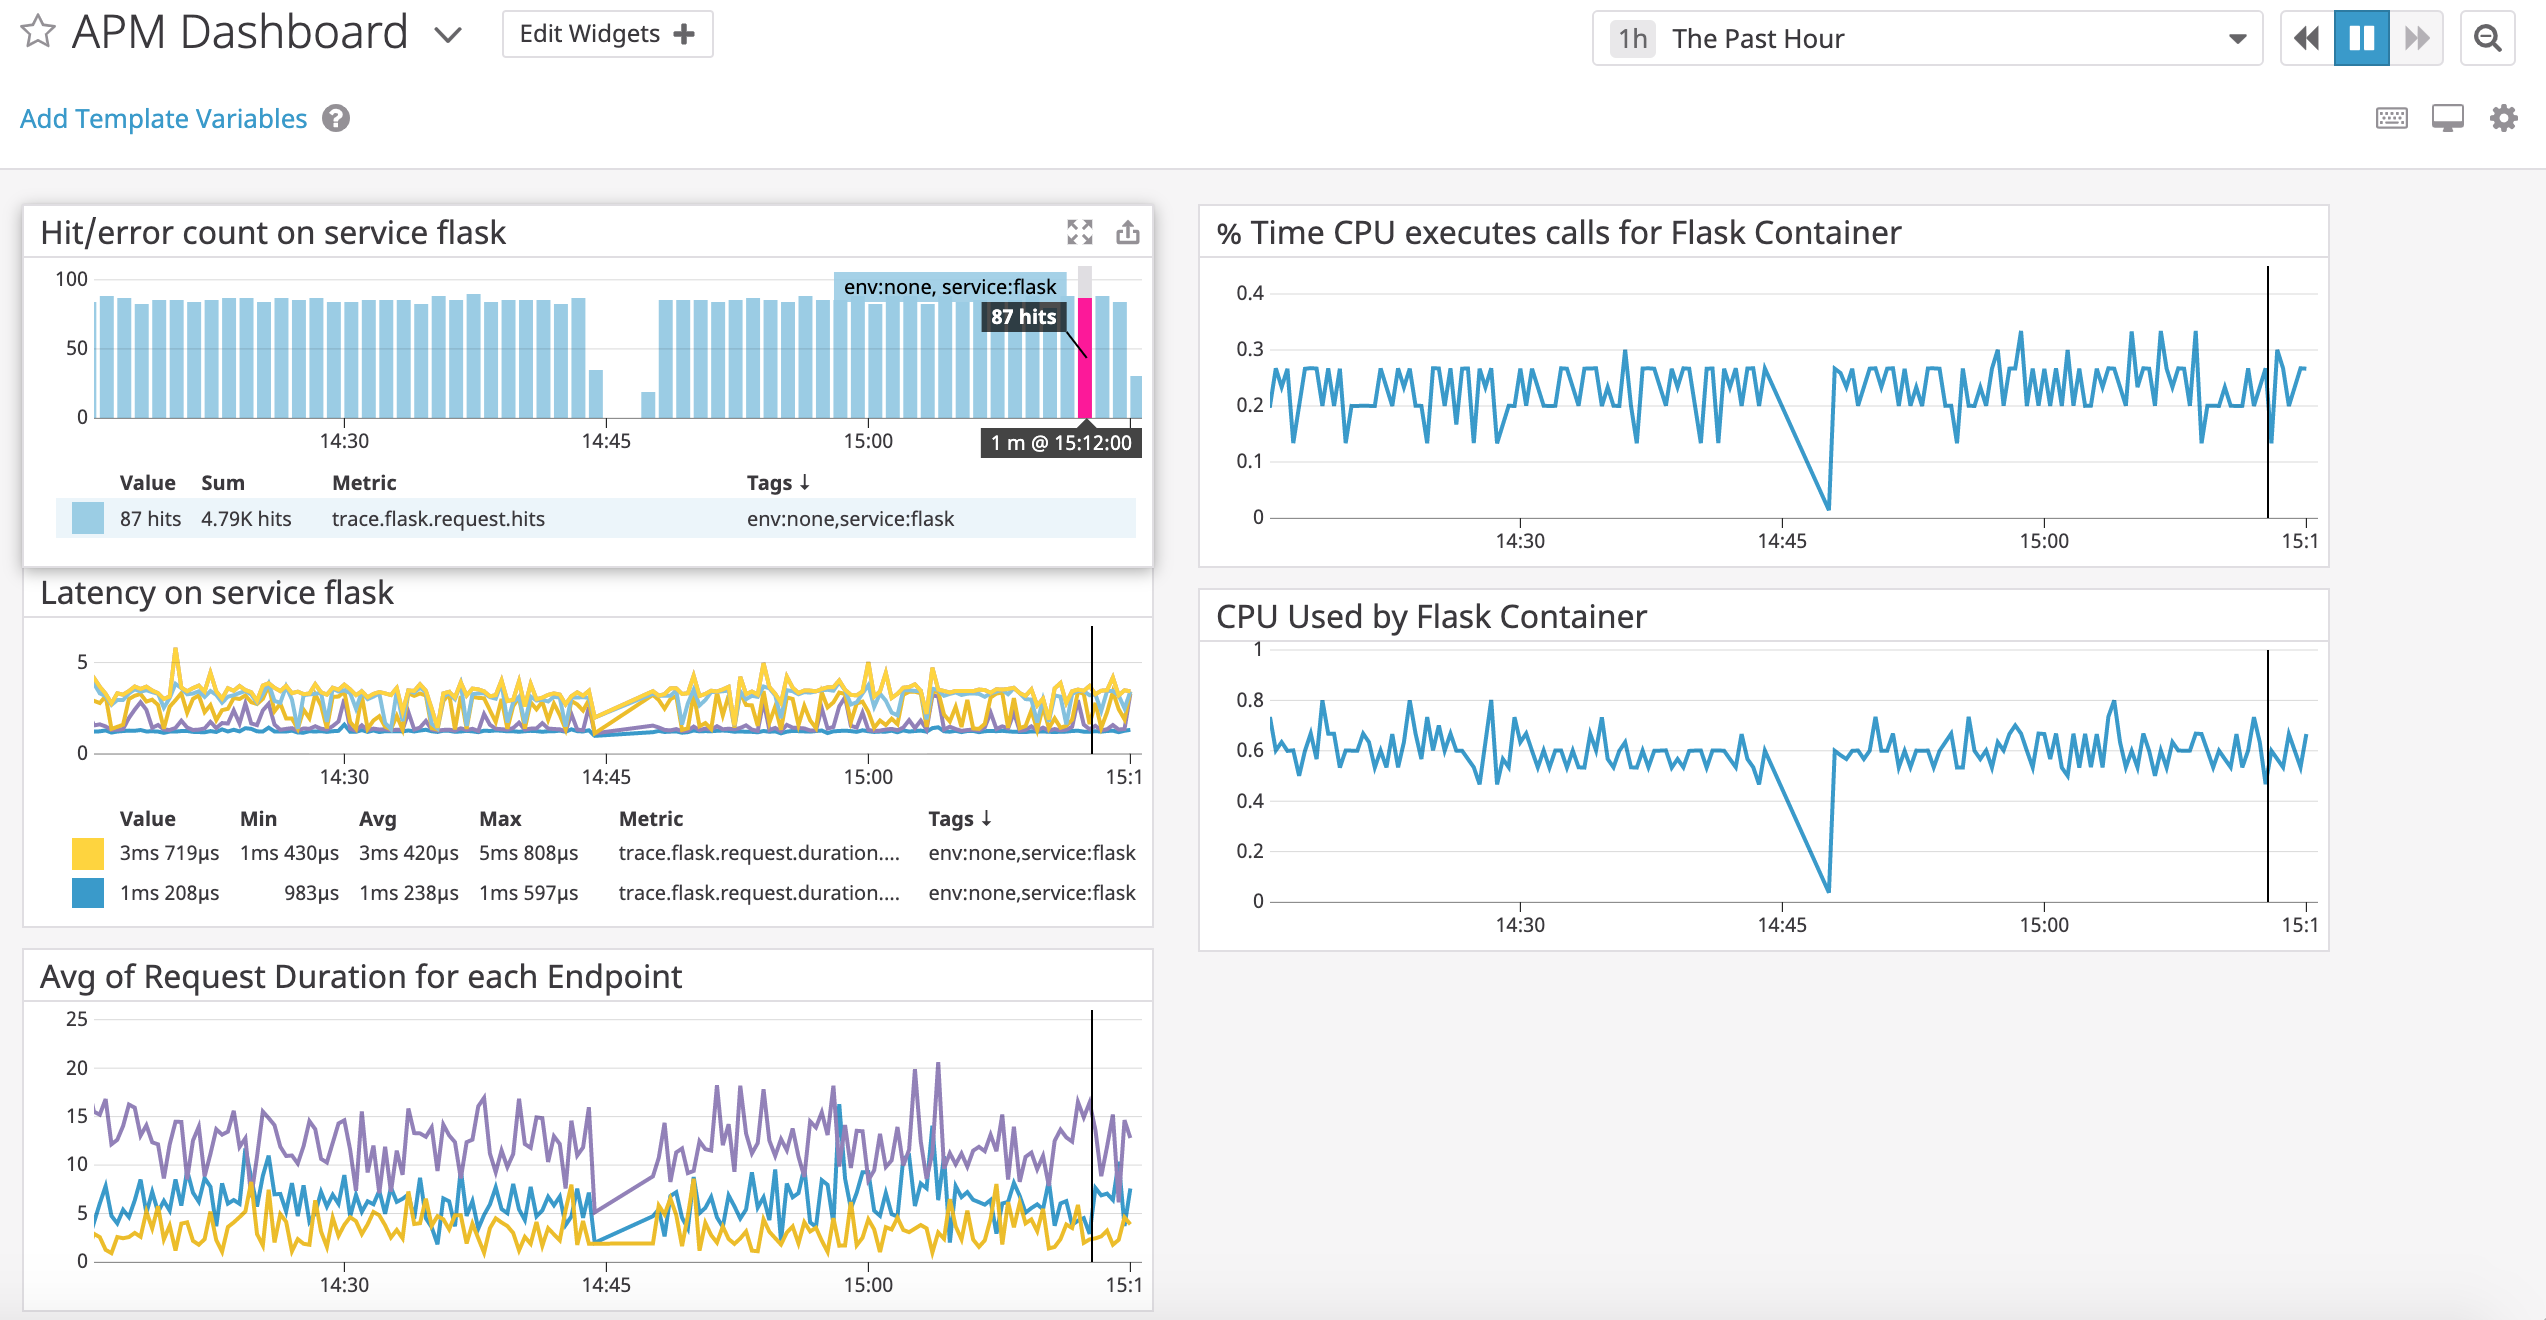 APM Dashboard
Edit Widgets
1h The Past Hour
Add Template Variables ?
Hit/error count on service flask
100
50
0
env:none, service:flask
87 hits
14:30 14:45 15:00
1 m @ 15:12:00
Value Sum Metric Tags ↓
87 hits 4.79K hits trace.flask.request.hits env:none,service:flask
Latency on service flask
5
0
14:30 14:45 15:00 15:1
Value Min Avg Max Metric Tags ↓
3ms 719µs 1ms 430µs 3ms 420µs 5ms 808µs trace.flask.request.duration.... env:none,service:flask
1ms 208µs 983µs 1ms 238µs 1ms 597µs trace.flask.request.duration.... env:none,service:flask
Avg of Request Duration for each Endpoint
25
20
15
10
5
0
14:30 14:45 15:00 15:1
% Time CPU executes calls for Flask Container
0.4
0.3
0.2
0.1
0
14:30 14:45 15:00 15:1
CPU Used by Flask Container
1
0.8
0.6
0.4
0.2
0
14:30 14:45 15:00 15:1